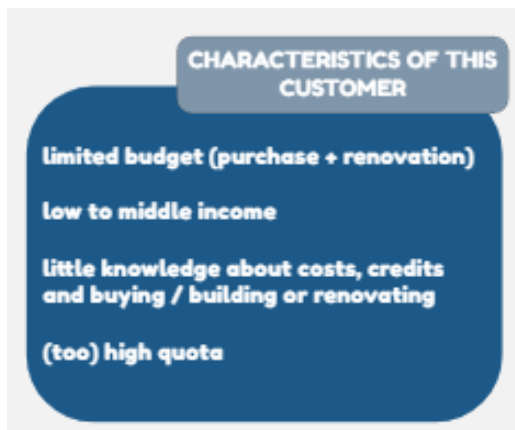 CHARACTERISTICS OF THIS
CUSTOMER
limited budget (purchase + renovation)
low to middle income
little knowledge about costs, credits
and buying / building or renovating
(too) high quota